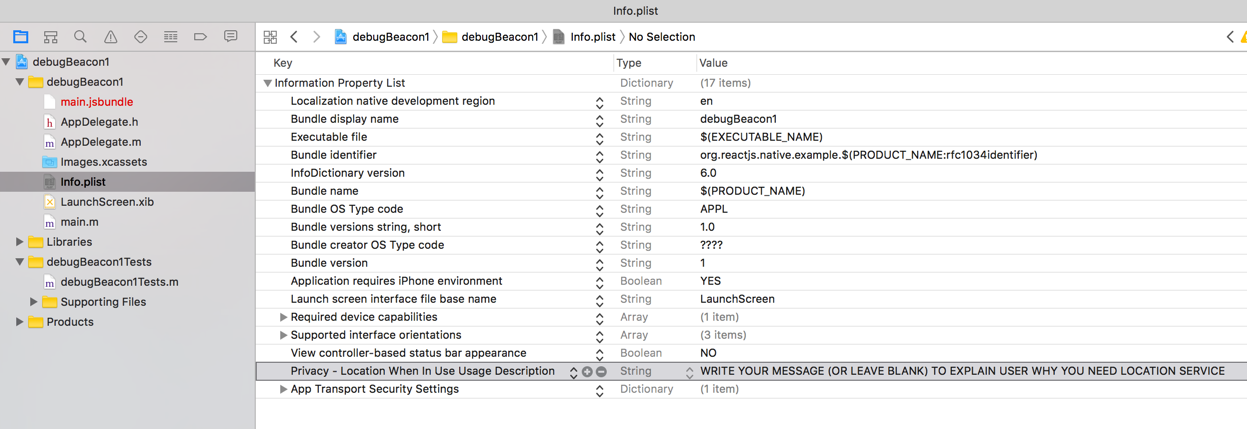 Info.plist
debugBeacon1 debugBeacon1 Info.plist No Selection
debugBeacon1
debugBeacon1
main.jsbundle
h AppDelegate.h
m AppDelegate.m
Images.xcassets
Info.plist
LaunchScreen.xib
m main.m
Libraries
debugBeacon1Tests
m debugBeacon1Tests.m
Supporting Files
Products
Key Type Value
Information Property List Dictionary (17 items)
Localization native development region String en
Bundle display name String debugBeacon1
Executable file String $(EXECUTABLE_NAME)
Bundle identifier String org.reactjs.native.example.$(PRODUCT_NAME:rfc1034identifier)
InfoDictionary version String 6.0
Bundle name String $(PRODUCT_NAME)
Bundle OS Type code String APPL
Bundle versions string, short String 1.0
Bundle creator OS Type code String ????
Bundle version String 1
Application requires iPhone environment Boolean YES
Launch screen interface file base name String LaunchScreen
Required device capabilities Array (1 item)
Supported interface orientations Array (3 items)
View controller-based status bar appearance Boolean NO
Privacy - Location When In Use Usage Description String WRITE YOUR MESSAGE (OR LEAVE BLANK) TO EXPLAIN USER WHY YOU NEED LOCATION SERVICE
App Transport Security Settings Dictionary (1 item)